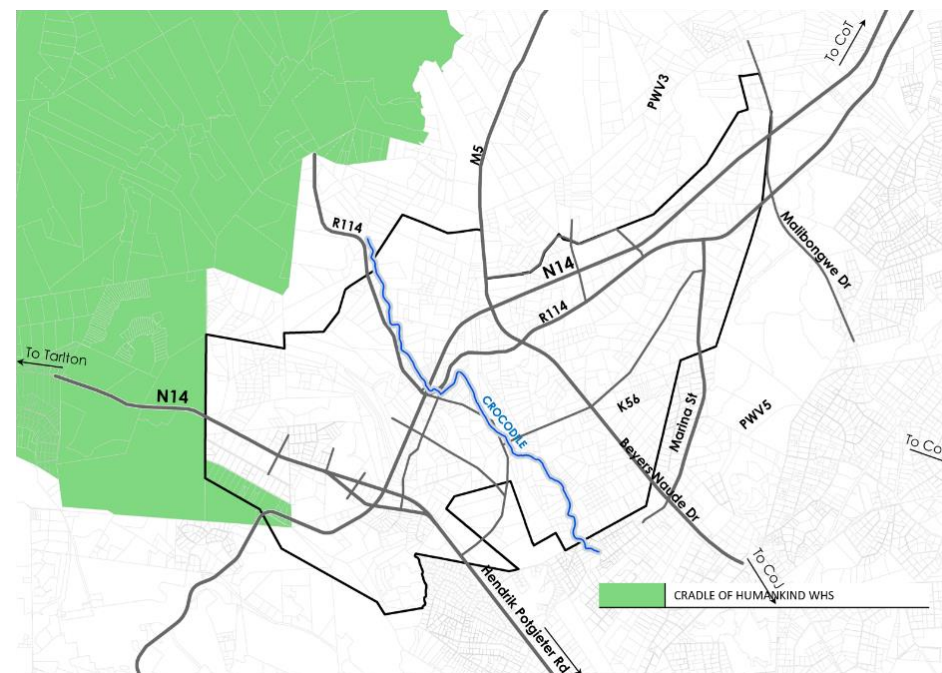 To CoT
PWV3
M5
R114
Malibongwe Dr
N14
R114
To Tarlton
N14
CROCODILE
K56
Marina St
PWV5
Beyers Naude Dr
To Co
To CoJ
CRADLE OF HUMANKIND WHS
Hendrik Potgieter Rd